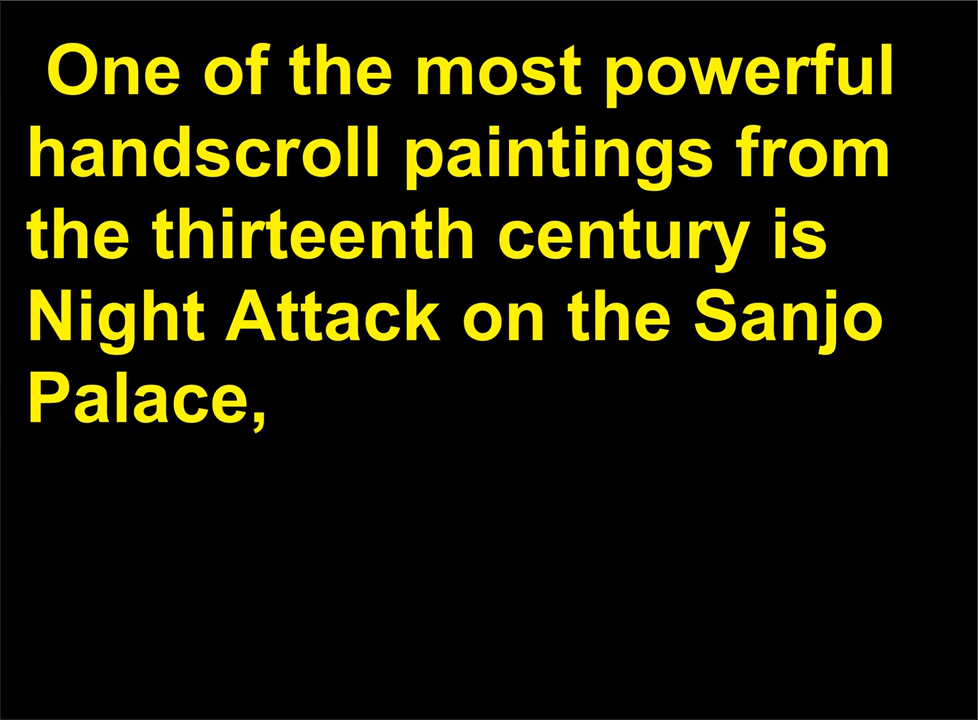 One of the most powerful
handscroll paintings from
the thirteenth century is
Night Attack on the Sanjo
Palace,